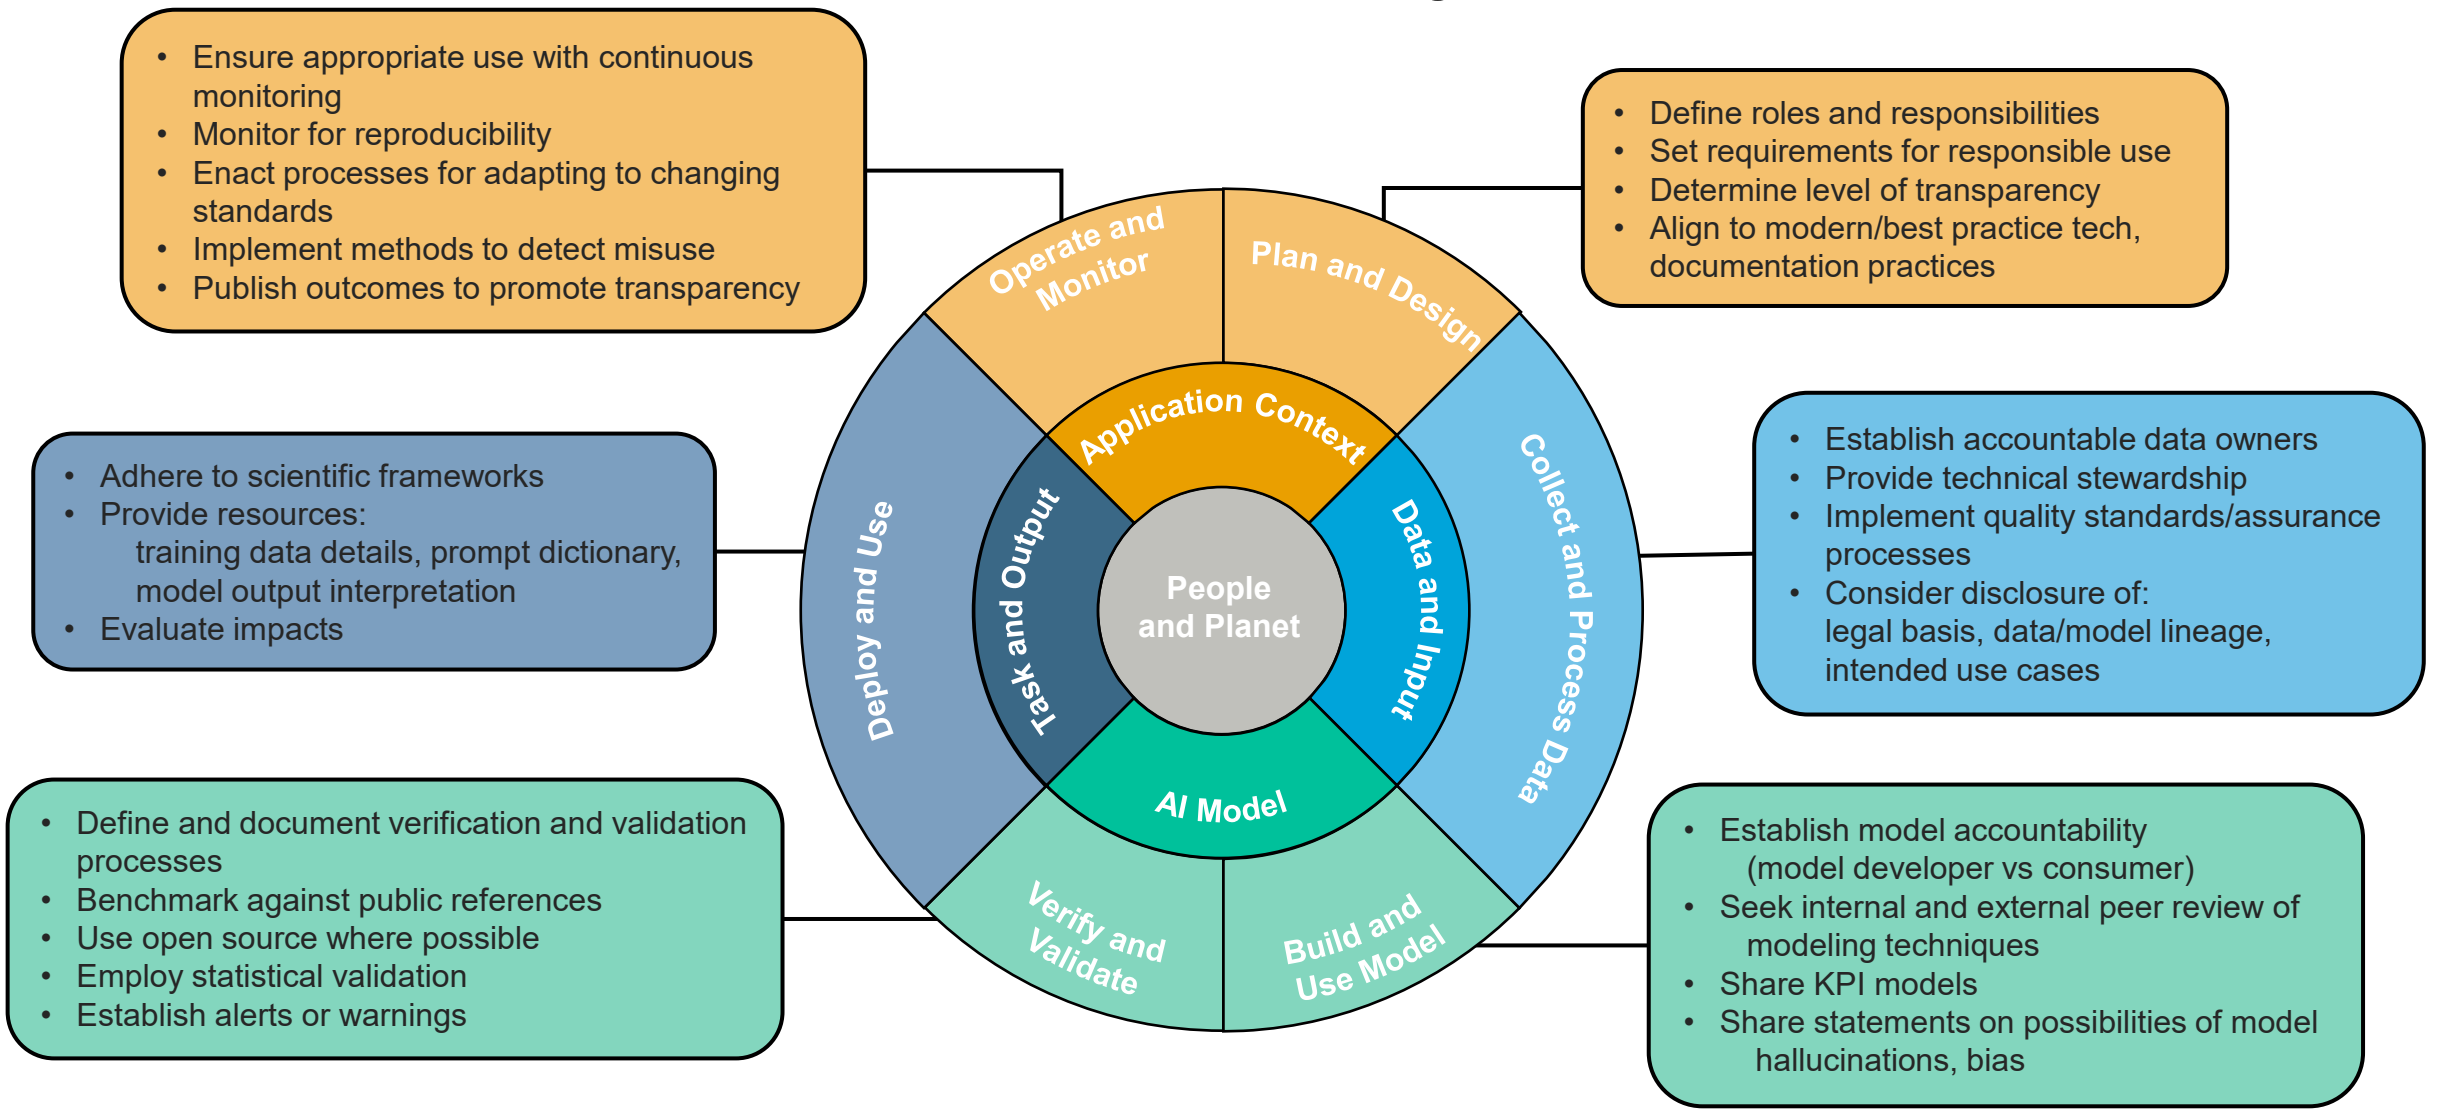 • Ensure appropriate use with continuous
monitoring
• Monitor for reproducibility
• Enact processes for adapting to changing
standards
• Implement methods to detect misuse
• Publish outcomes to promote transparency
• Define roles and responsibilities
• Set requirements for responsible use
• Determine level of transparency
• Align to modern/best practice tech,
documentation practices
Operate and
Monitor
Plan and Design
Application Context
• Adhere to scientific frameworks
• Provide resources:
training data details, prompt dictionary,
model output interpretation
• Evaluate impacts
Deploy and Use
Task and Output
People
and Planet
Data and Input
Collect and Process Data
• Establish accountable data owners
• Provide technical stewardship
• Implement quality standards/assurance
processes
• Consider disclosure of:
legal basis, data/model lineage,
intended use cases
AI Model
• Define and document verification and validation
processes
• Benchmark against public references
• Use open source where possible
• Employ statistical validation
• Establish alerts or warnings
Verify and
Validate
Build and
Use Model
• Establish model accountability
(model developer vs consumer)
• Seek internal and external peer review of
modeling techniques
• Share KPI models
• Share statements on possibilities of model
hallucinations, bias